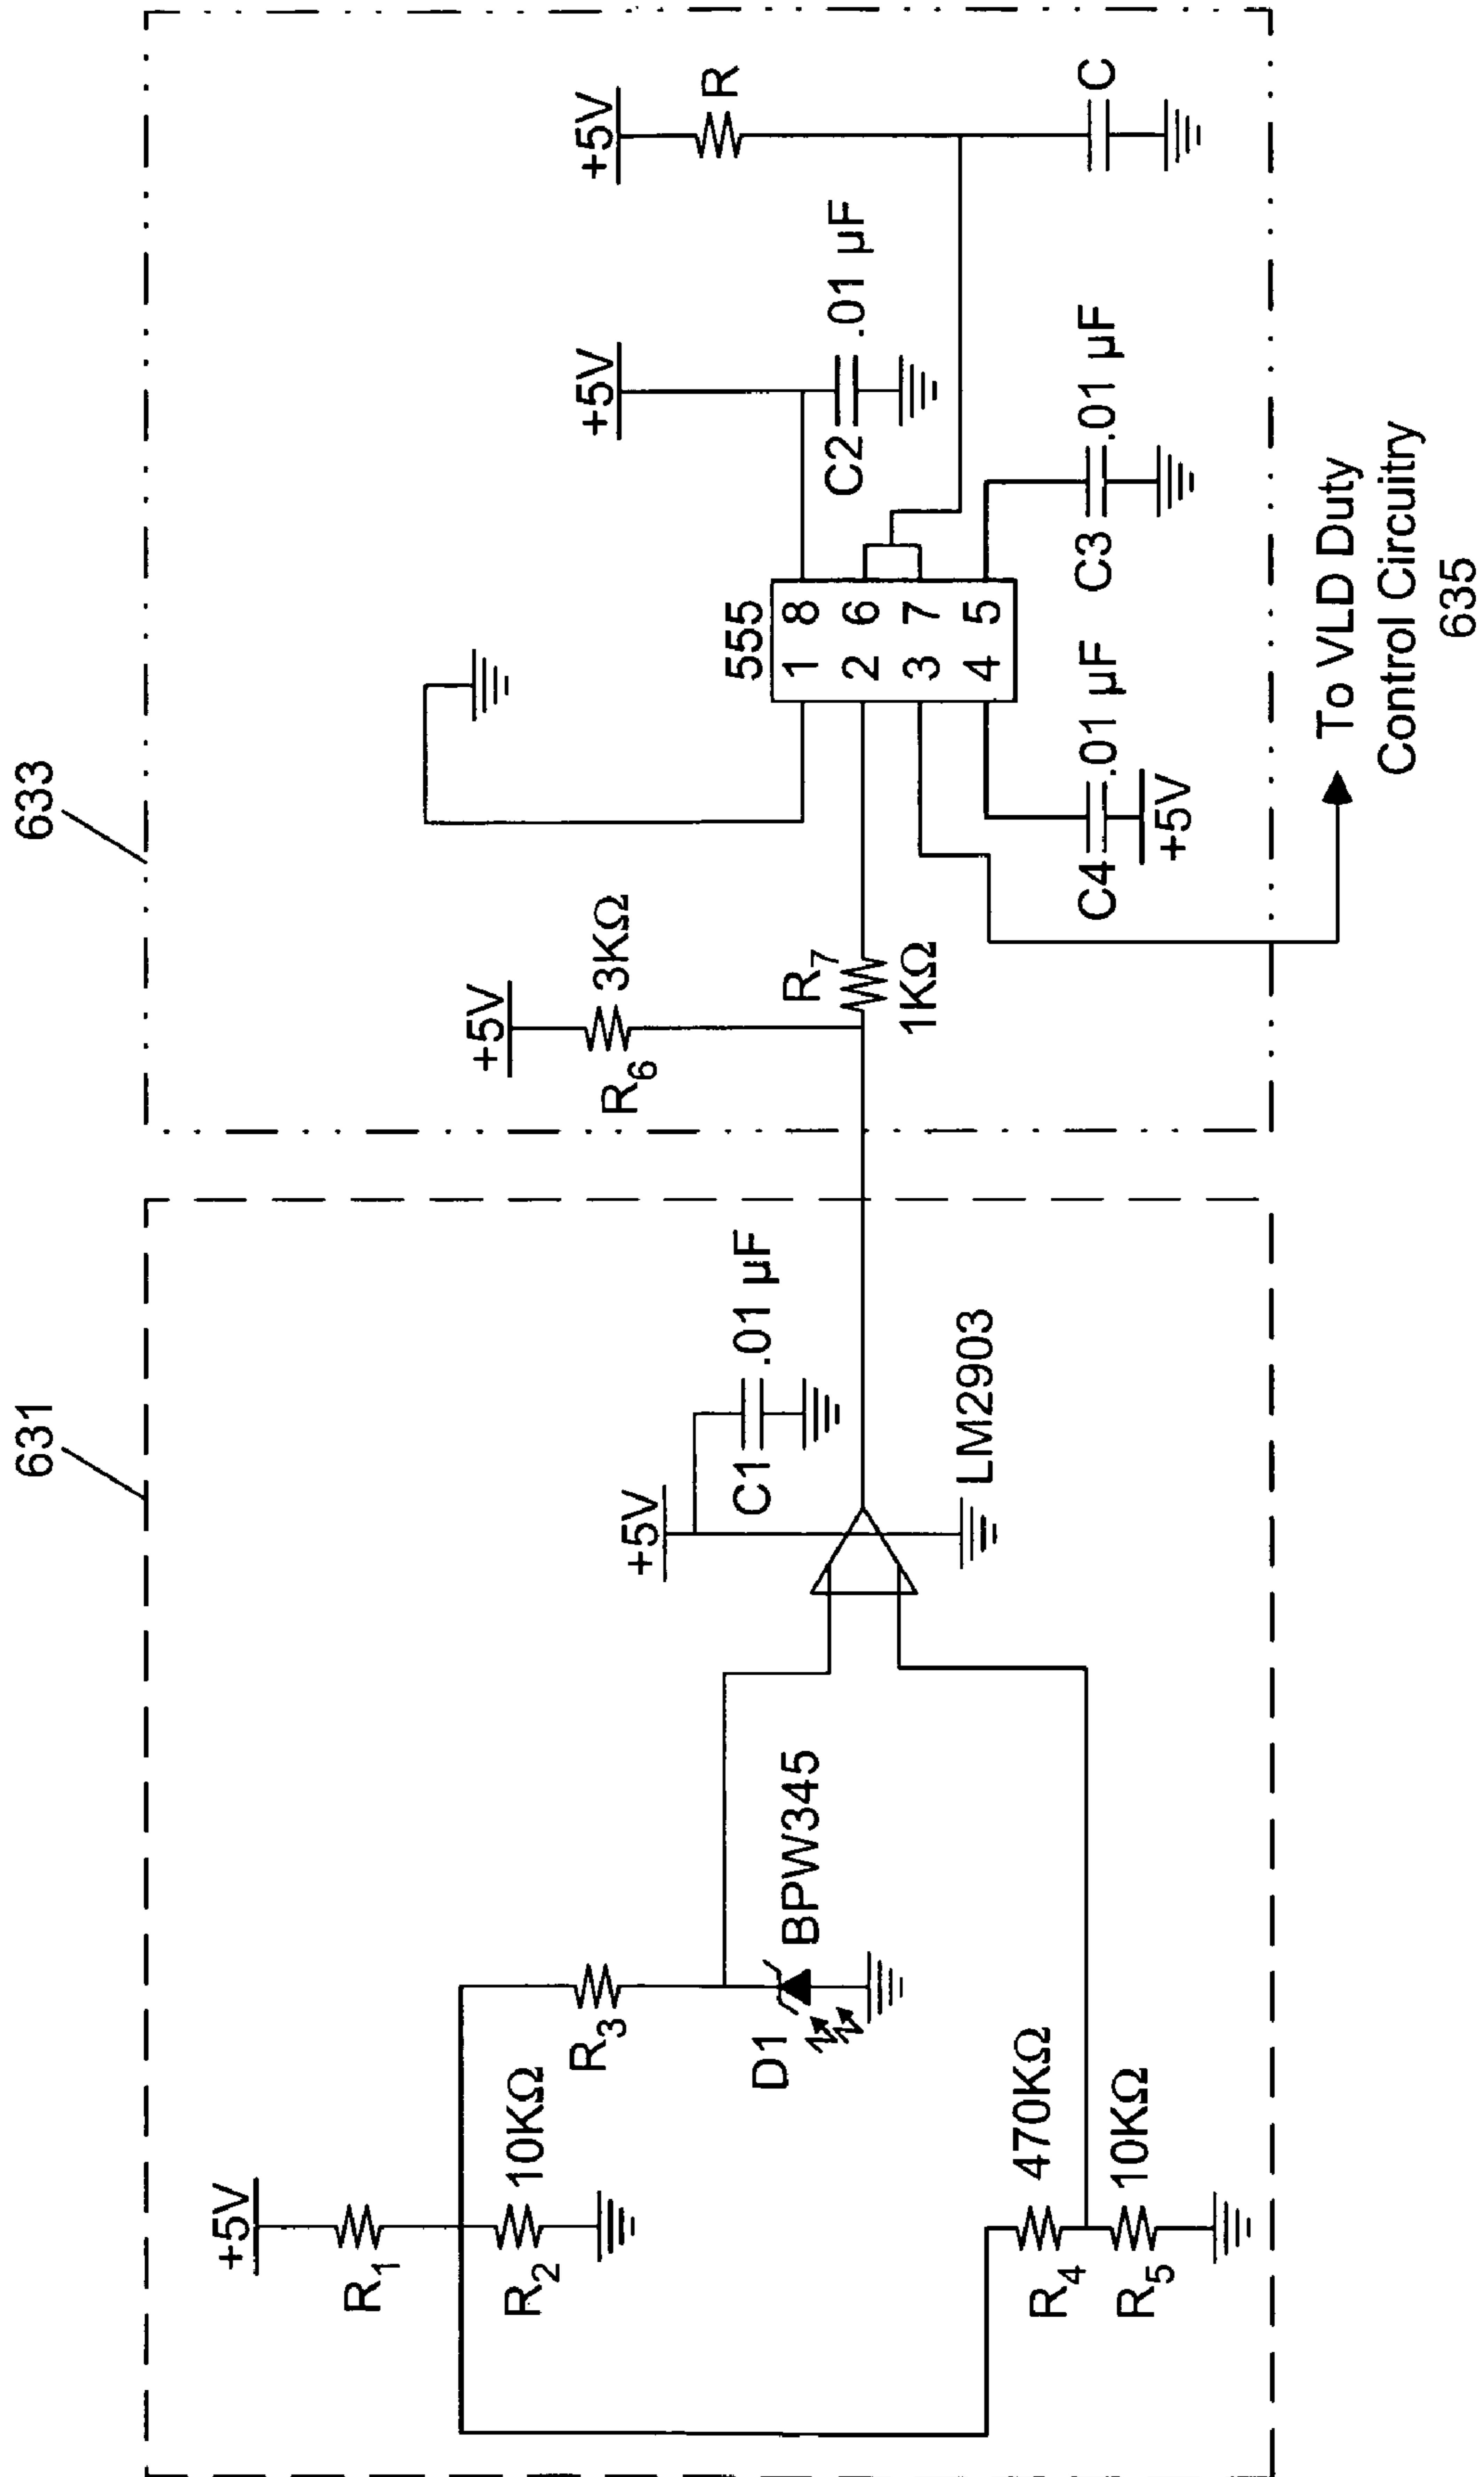 631
633
+5V
R1
R2
10KΩ
R3
D1
BPW345
R4
470KΩ
R5
10KΩ
+5V
C1
.01 µF
LM2903
+5V
R6
3KΩ
R7
1KΩ
555
1 8
2 6
3 7
4 5
+5V
C2
.01 µF
+5V
R
C
C4
.01 µF
+5V
C3
.01 µF
To VLD Duty
Control Circuitry
635